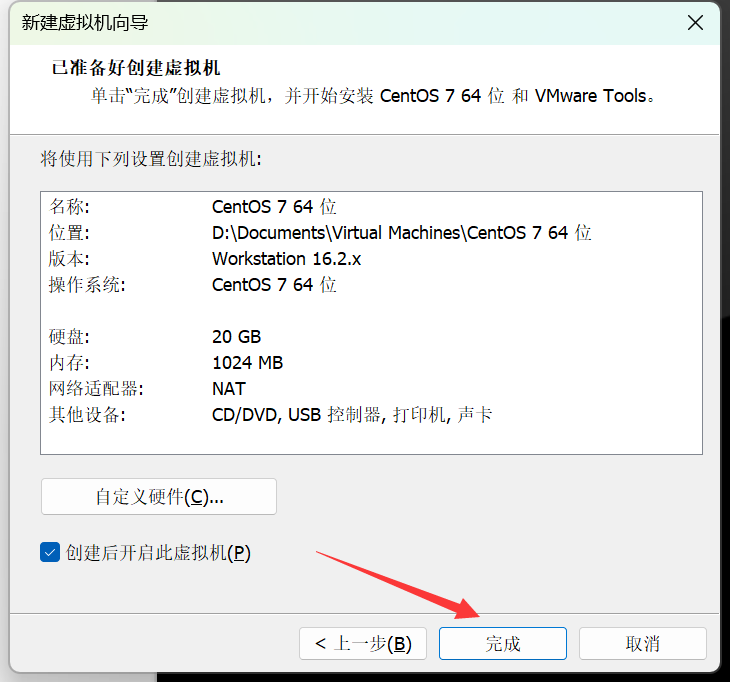 新建虚拟机向导
已准备好创建虚拟机
单击“完成”创建虚拟机，并开始安装 CentOS 7 64 位 和 VMware Tools。
将使用下列设置创建虚拟机:
名称: CentOS 7 64 位
位置: D:\Documents\Virtual Machines\CentOS 7 64 位
版本: Workstation 16.2.x
操作系统: CentOS 7 64 位
硬盘: 20 GB
内存: 1024 MB
网络适配器: NAT
其他设备: CD/DVD, USB 控制器, 打印机, 声卡
自定义硬件(C)...
创建后开启此虚拟机(P)
< 上一步(B) 完成 取消